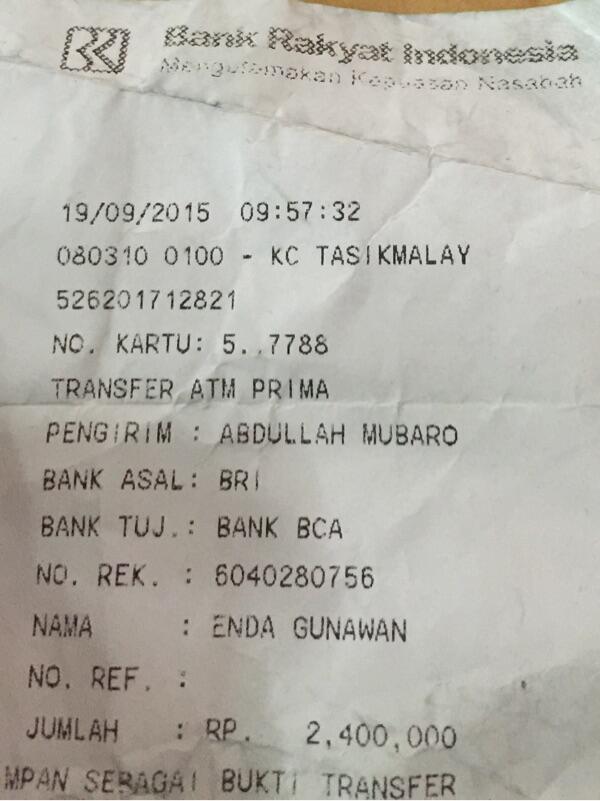 BRI Bank Rakyat Indonesia
Mengutamakan Kepuasan Nasabah
19/09/2015 09:57:32
080310 0100 - KC TASIKMALAY
526201712821
NO. KARTU: 5..7788
TRANSFER ATM PRIMA
PENGIRIM : ABDULLAH MUBARO
BANK ASAL: BRI
BANK TUJ.: BANK BCA
NO. REK. : 6040280756
NAMA : ENDA GUNAWAN
NO. REF. :
JUMLAH : RP. 2,400,000
MPAN SEBAGAI BUKTI TRANSFER